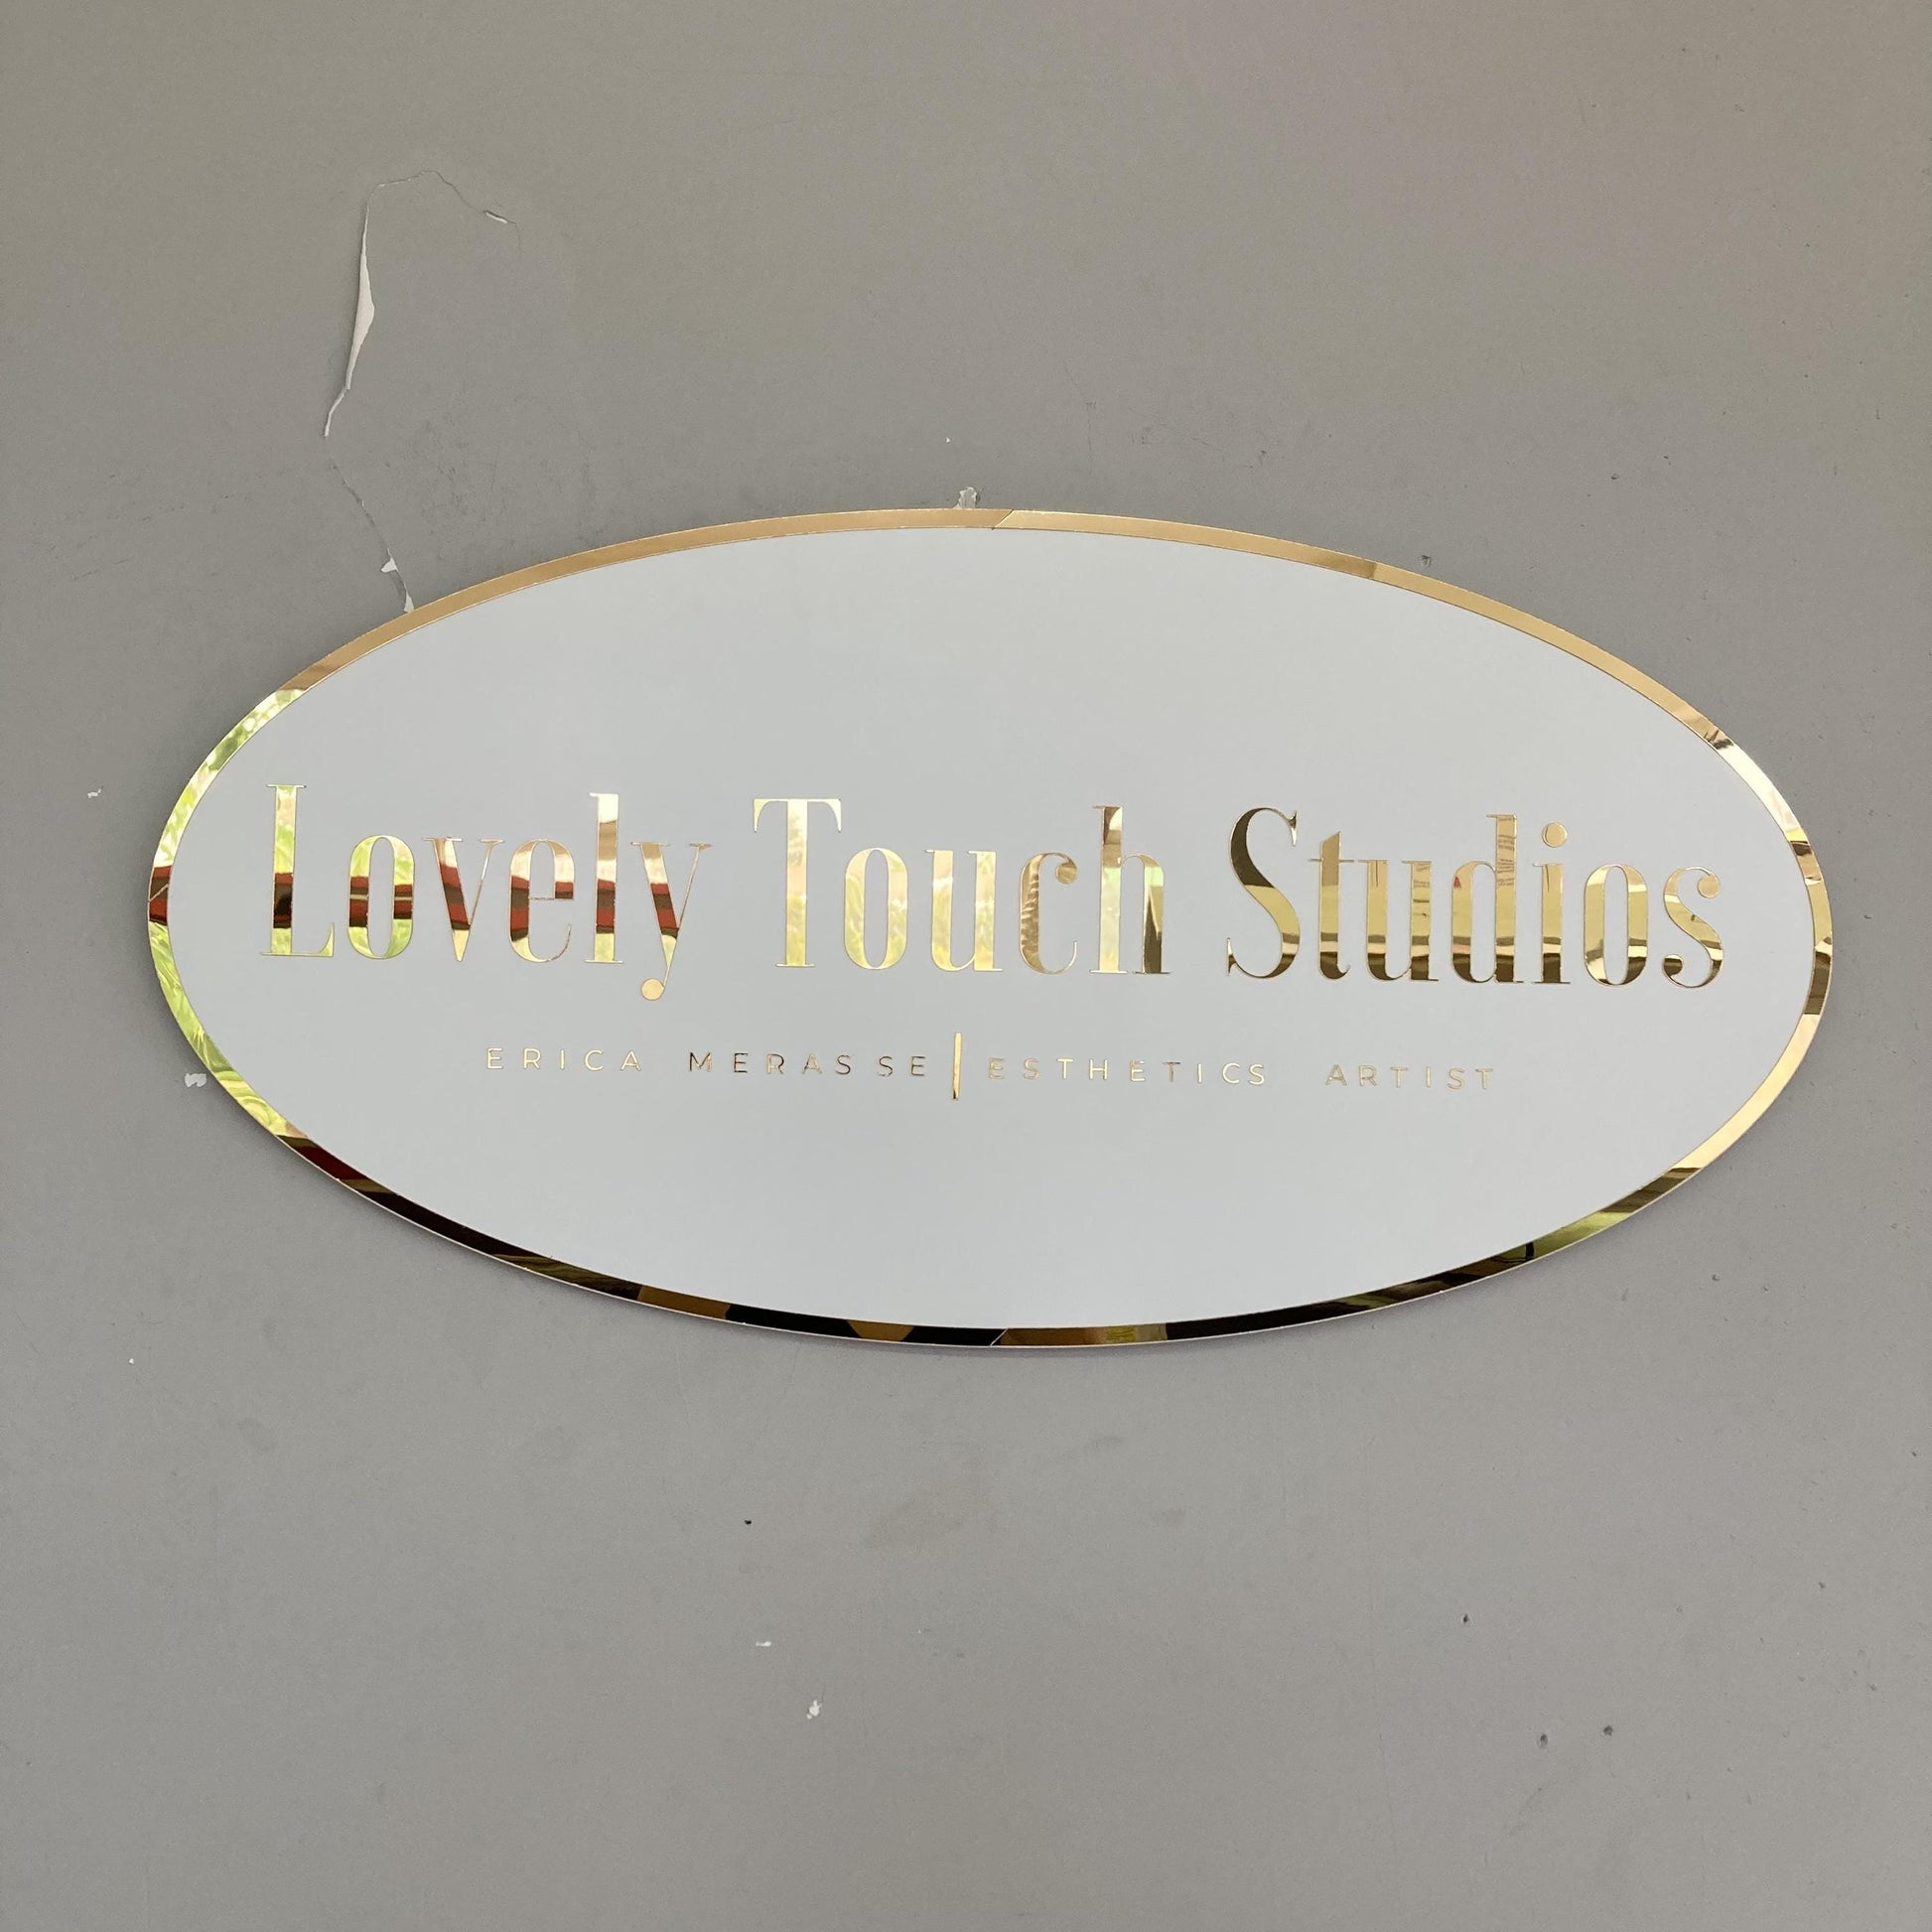 Lovely Touch Studios
ERICA MERASSE | ESTHETICS ARTIST